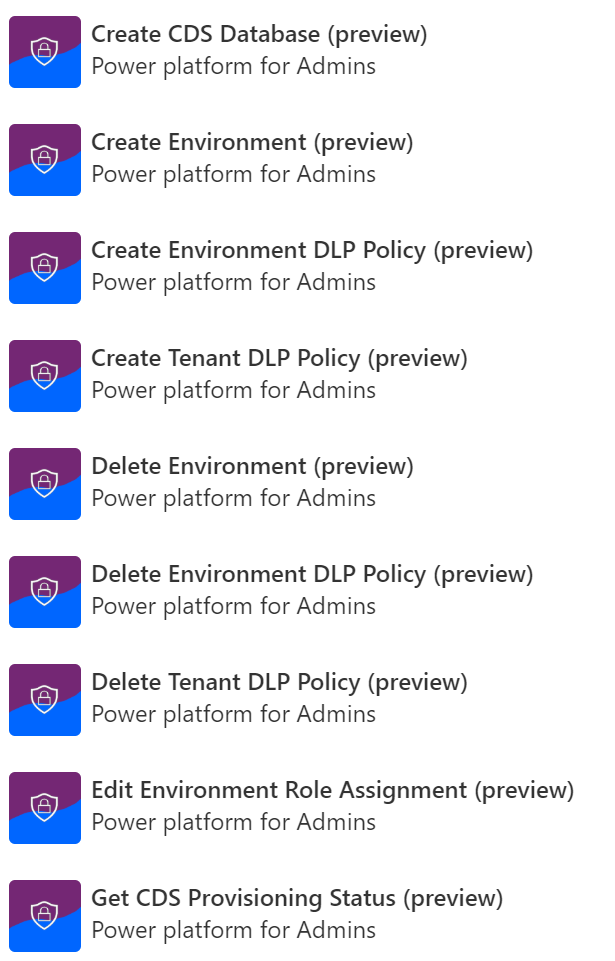 Create CDS Database (preview)
Power platform for Admins
Create Environment (preview)
Power platform for Admins
Create Environment DLP Policy (preview)
Power platform for Admins
Create Tenant DLP Policy (preview)
Power platform for Admins
Delete Environment (preview)
Power platform for Admins
Delete Environment DLP Policy (preview)
Power platform for Admins
Delete Tenant DLP Policy (preview)
Power platform for Admins
Edit Environment Role Assignment (preview)
Power platform for Admins
Get CDS Provisioning Status (preview)
Power platform for Admins